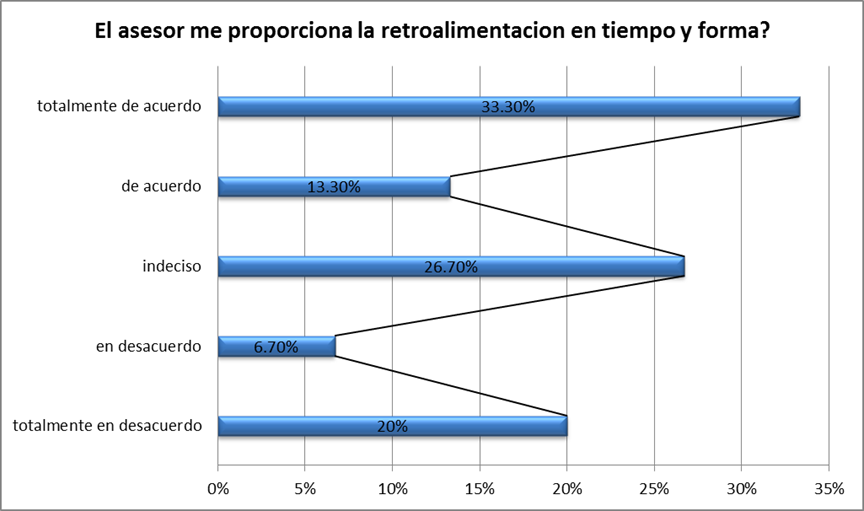 El asesor me proporciona la retroalimentacion en tiempo y forma?
totalmente de acuerdo
33.30%
de acuerdo
13.30%
indeciso
26.70%
en desacuerdo
6.70%
totalmente en desacuerdo
20%
0% 5% 10% 15% 20% 25% 30% 35%